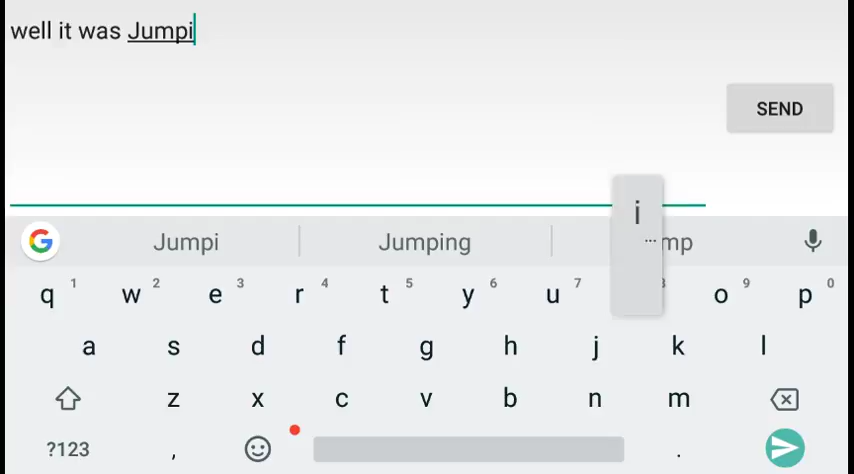 well it was Jumpi
SEND
i
Jumpi Jumping mp
q 1 w 2 e 3 r 4 t 5 y 6 u 7 o 9 p 0
a s d f g h j k l
z x c v b n m
?123 , .